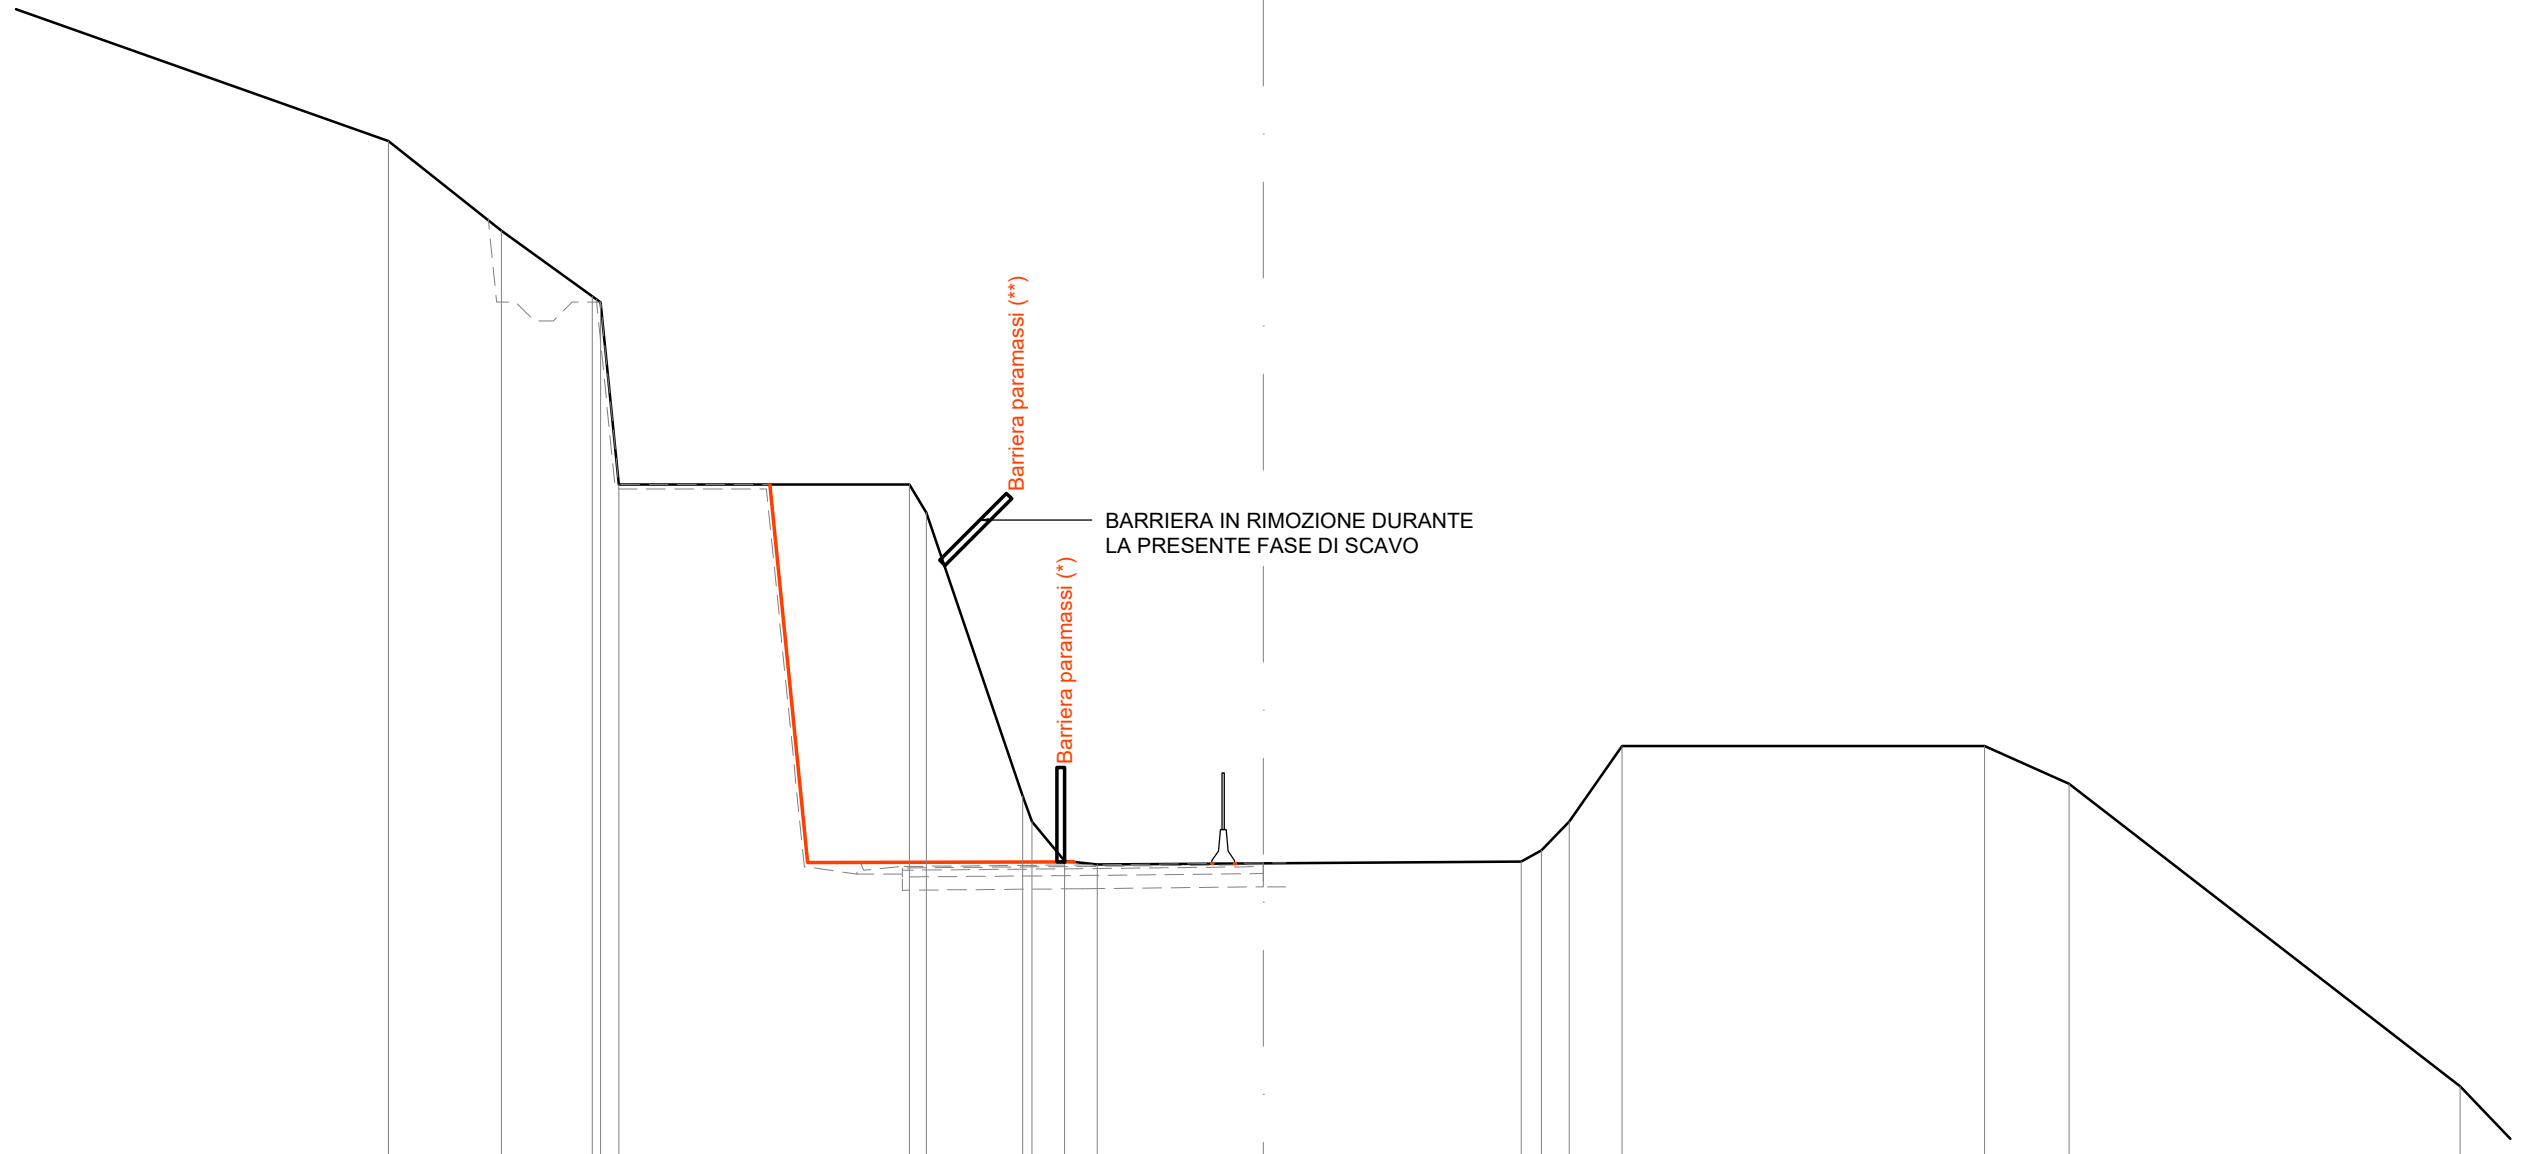 Barriera paramassi (**)
BARRIERA IN RIMOZIONE DURANTE
LA PRESENTE FASE DI SCAVO
Barriera paramassi (*)